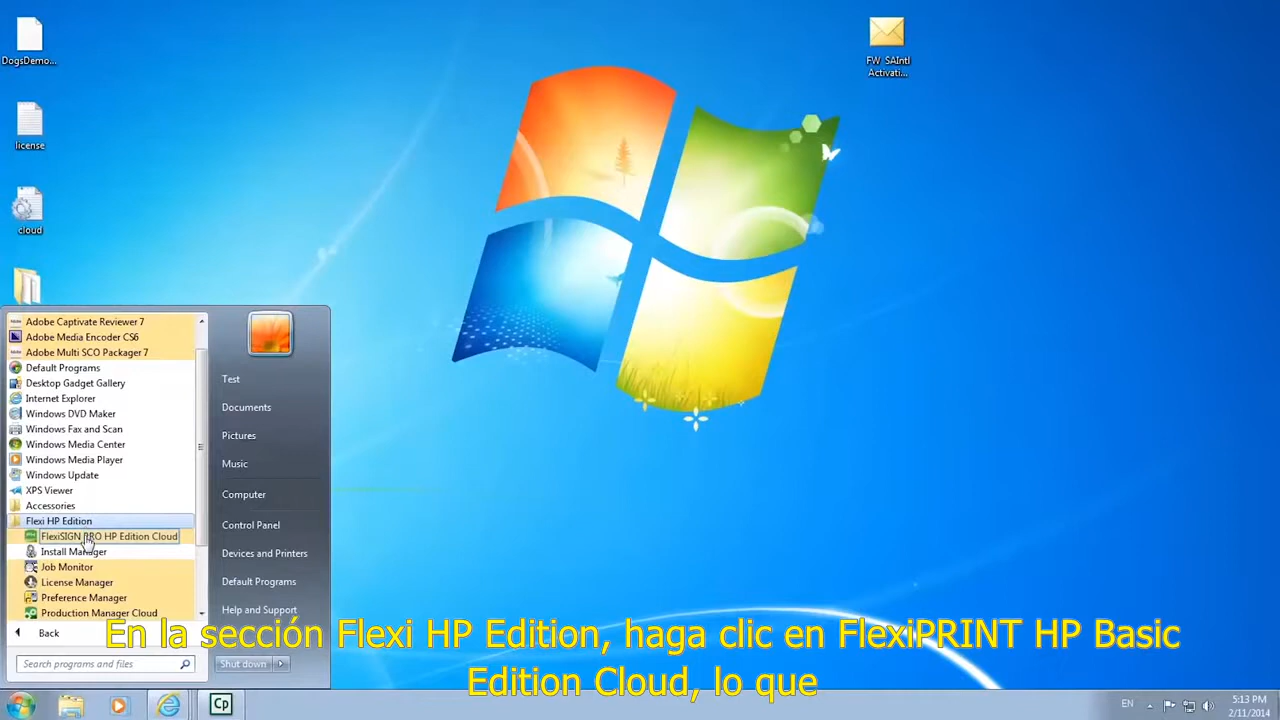 DogsDemo...
license
cloud
FW_SAIntl
Activati...
Adobe Captivate Reviewer 7
Adobe Media Encoder CS6
Adobe Multi SCO Packager 7
Default Programs
Desktop Gadget Gallery
Internet Explorer
Windows DVD Maker
Windows Fax and Scan
Windows Media Center
Windows Media Player
Windows Update
XPS Viewer
Accessories
Flexi HP Edition
FlexiSIGN PRO HP Edition Cloud
Install Manager
Job Monitor
License Manager
Preference Manager
Production Manager Cloud
Back
Search programs and files
Test
Documents
Pictures
Music
Computer
Control Panel
Devices and Printers
Default Programs
Help and Support
Shut down
En la sección Flexi HP Edition, haga clic en FlexiPRINT HP Basic
Edition Cloud, lo que
Cp
EN
5:13 PM
2/11/2014